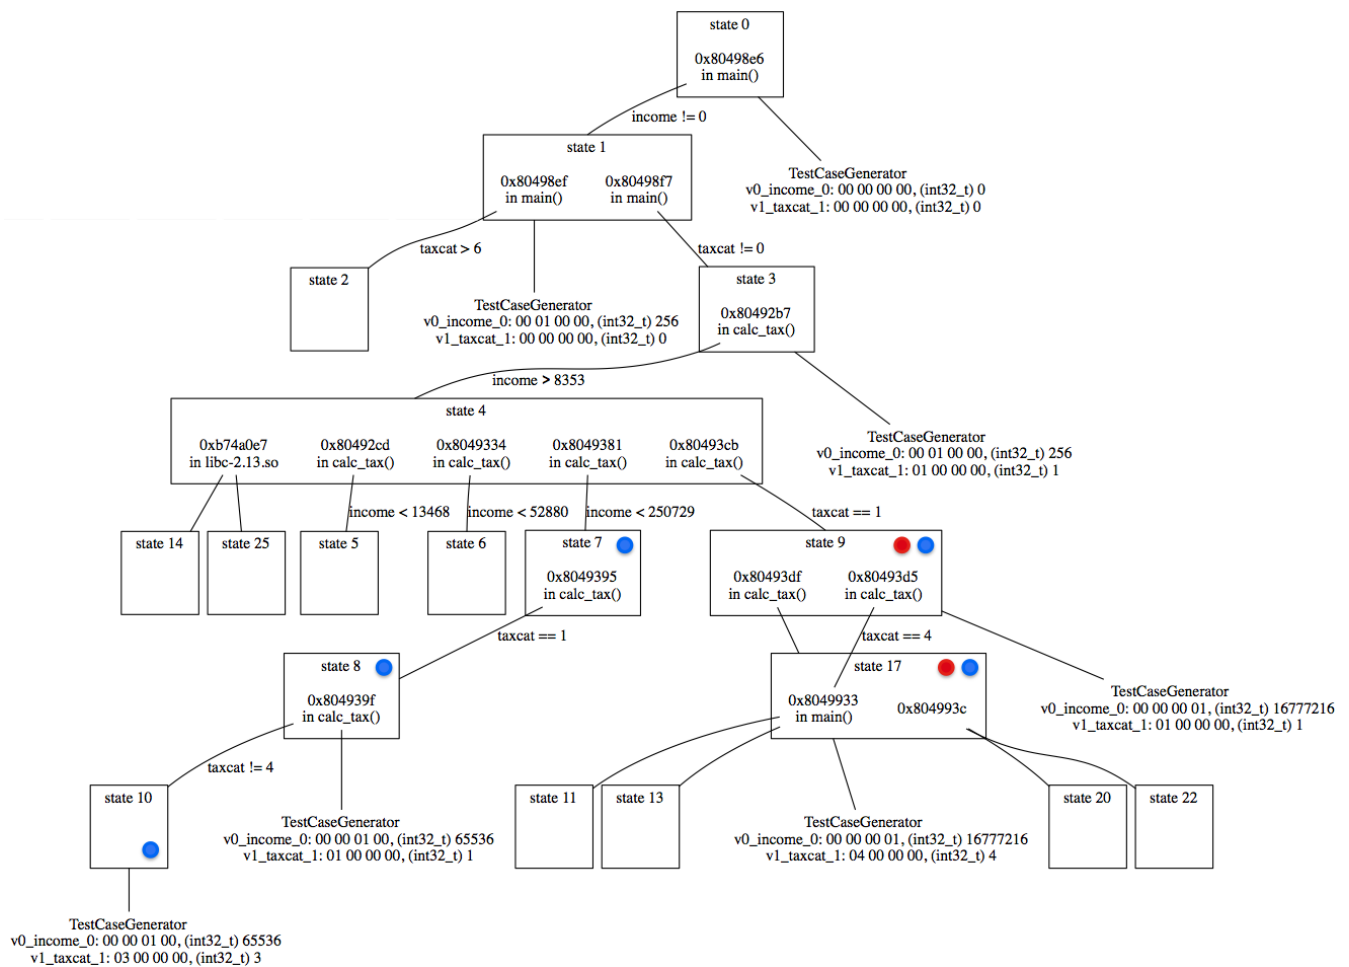 state 0
0x80498e6
in main()
income != 0
state 1
0x80498ef
in main()
0x80498f7
in main()
TestCaseGenerator
v0_income_0: 00 00 00 00, (int32_t) 0
v1_taxcat_1: 00 00 00 00, (int32_t) 0
taxcat > 6
taxcat != 0
state 2
TestCaseGenerator
v0_income_0: 00 01 00 00, (int32_t) 256
v1_taxcat_1: 00 00 00 00, (int32_t) 0
state 3
0x80492b7
in calc_tax()
income > 8353
state 4
0xb74a0e7
in libc-2.13.so
0x80492cd
in calc_tax()
0x8049334
in calc_tax()
0x8049381
in calc_tax()
0x80493cb
in calc_tax()
TestCaseGenerator
v0_income_0: 00 01 00 00, (int32_t) 256
v1_taxcat_1: 01 00 00 00, (int32_t) 1
income < 13468
income < 52880
income < 250729
taxcat == 1
state 14
state 25
state 5
state 6
state 7
0x8049395
in calc_tax()
state 9
0x80493df
in calc_tax()
0x80493d5
in calc_tax()
taxcat == 1
taxcat == 4
state 8
0x804939f
in calc_tax()
state 17
0x8049933
in main()
0x804993c
TestCaseGenerator
v0_income_0: 00 00 00 01, (int32_t) 16777216
v1_taxcat_1: 01 00 00 00, (int32_t) 1
taxcat != 4
state 10
TestCaseGenerator
v0_income_0: 00 00 01 00, (int32_t) 65536
v1_taxcat_1: 01 00 00 00, (int32_t) 1
state 11
state 13
TestCaseGenerator
v0_income_0: 00 00 00 01, (int32_t) 16777216
v1_taxcat_1: 04 00 00 00, (int32_t) 4
state 20
state 22
TestCaseGenerator
v0_income_0: 00 00 01 00, (int32_t) 65536
v1_taxcat_1: 03 00 00 00, (int32_t) 3